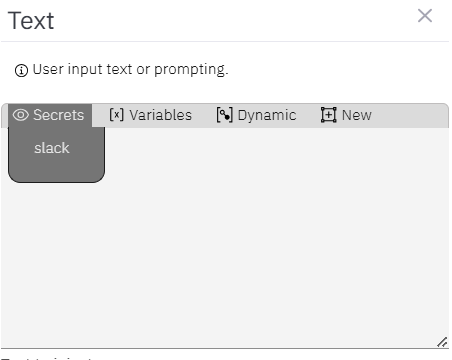 Text
User input text or prompting.
Secrets [x] Variables Dynamic New
slack